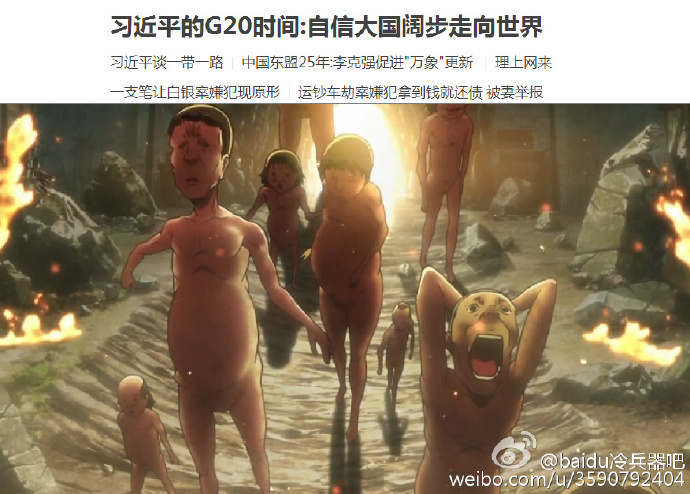 习近平的G20时间:自信大国阔步走向世界
习近平谈一带一路 | 中国东盟25年:李克强促进"万象"更新 | 理上网来
一支笔让白银案嫌犯现原形 | 运钞车劫案嫌犯拿到钱就还债 被妻举报
@baidu冷兵器吧
weibo.com/u/3590792404